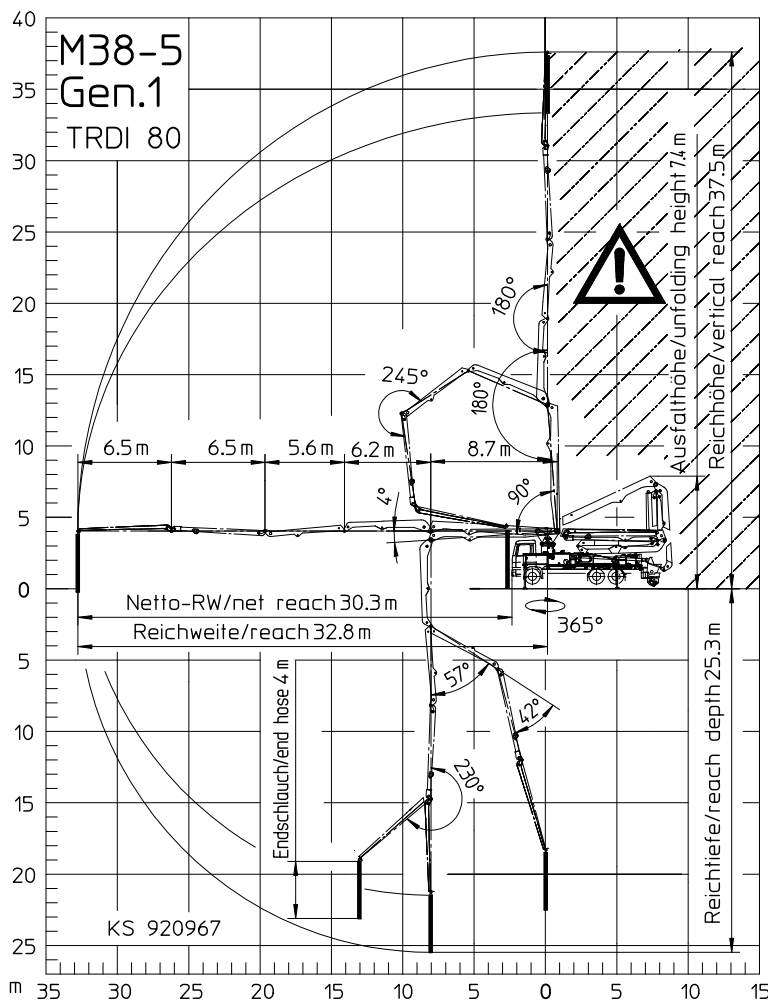 40
M38-5
Gen.1
TRDI 80
35
30
25
20
15
10
5
0
5
10
15
20
25
m
Ausfalthöhe/unfolding height 7.4 m
Reichhöhe/vertical reach 37.5 m
180°
180°
245°
90°
4°
6.5 m
6.5 m
5.6 m
6.2 m
8.7 m
Netto-RW/net reach 30.3 m
Reichweite/reach 32.8 m
365°
57°
42°
230°
Endschlauch/end hose 4 m
Reichtiefe/reach depth 25.3 m
KS 920967
35
30
25
20
15
10
5
0
5
10
15